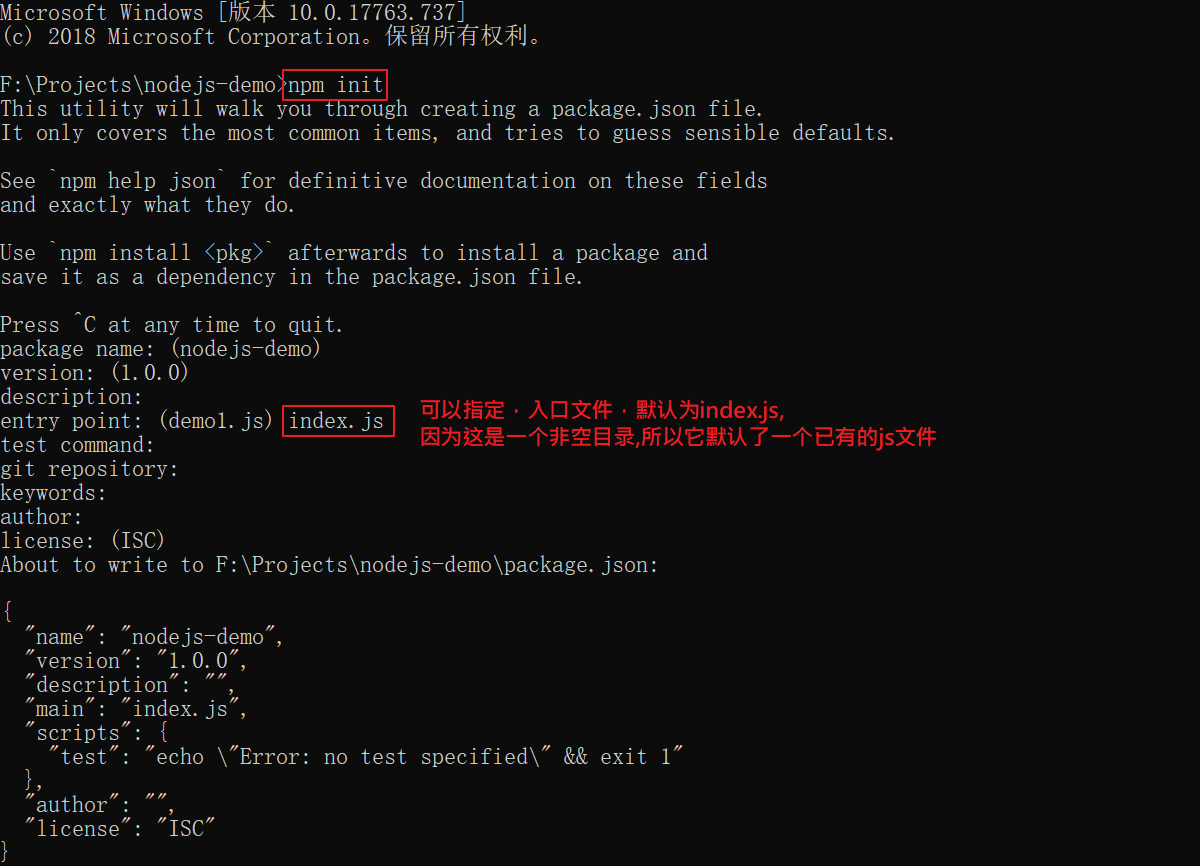 Microsoft Windows [版本 10.0.17763.737]
(c) 2018 Microsoft Corporation。保留所有权利。
F:\Projects\nodejs-demo>npm init
This utility will walk you through creating a package.json file.
It only covers the most common items, and tries to guess sensible defaults.
See `npm help json` for definitive documentation on these fields
and exactly what they do.
Use `npm install <pkg>` afterwards to install a package and
save it as a dependency in the package.json file.
Press ^C at any time to quit.
package name: (nodejs-demo)
version: (1.0.0)
description:
entry point: (demo1.js) index.js
可以指定，入口文件，默认为index.js,
因为这是一个非空目录,所以它默认了一个已有的js文件
test command:
git repository:
keywords:
author:
license: (ISC)
About to write to F:\Projects\nodejs-demo\package.json:
{
  "name": "nodejs-demo",
  "version": "1.0.0",
  "description": "",
  "main": "index.js",
  "scripts": {
    "test": "echo \"Error: no test specified\" && exit 1"
  },
  "author": "",
  "license": "ISC"
}